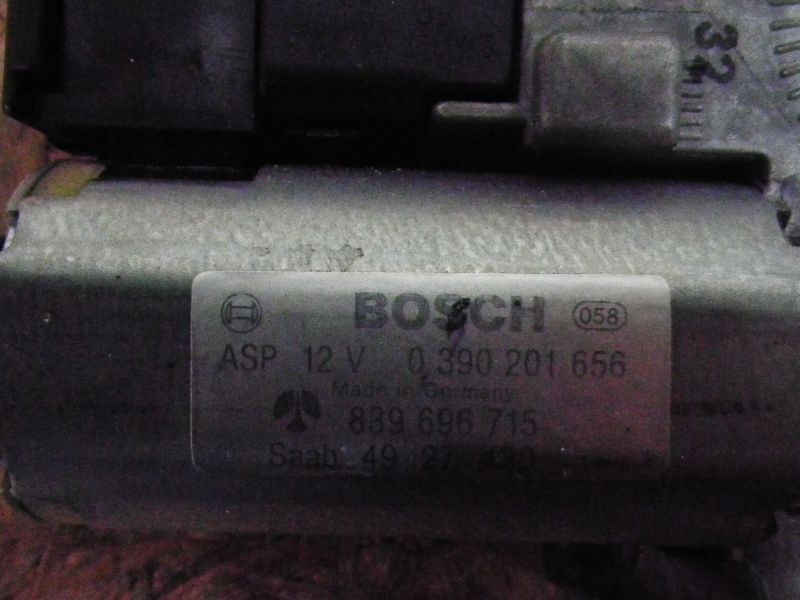 32
BOSCH 058
ASP 12 V 0 390 201 656
Made in Germany
839 696 715
Saab 49